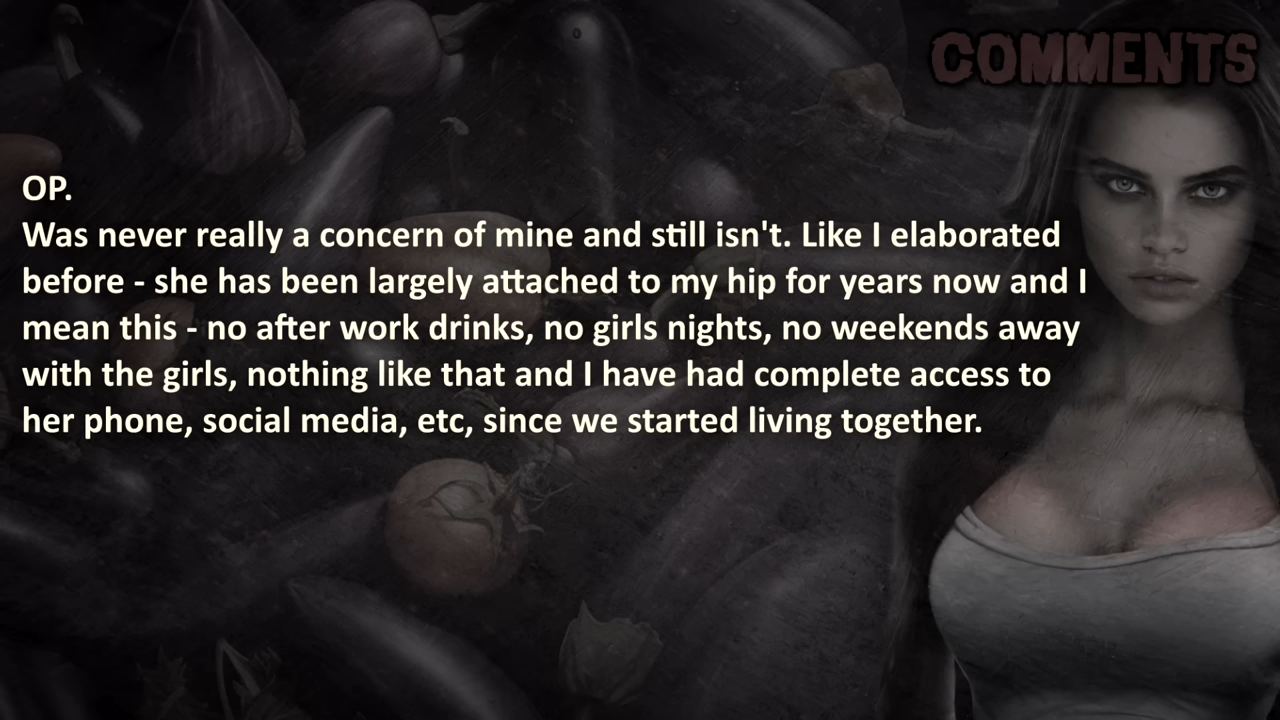 COMMENTS
OP.
Was never really a concern of mine and still isn't. Like I elaborated
before - she has been largely attached to my hip for years now and I
mean this - no after work drinks, no girls nights, no weekends away
with the girls, nothing like that and I have had complete access to
her phone, social media, etc, since we started living together.